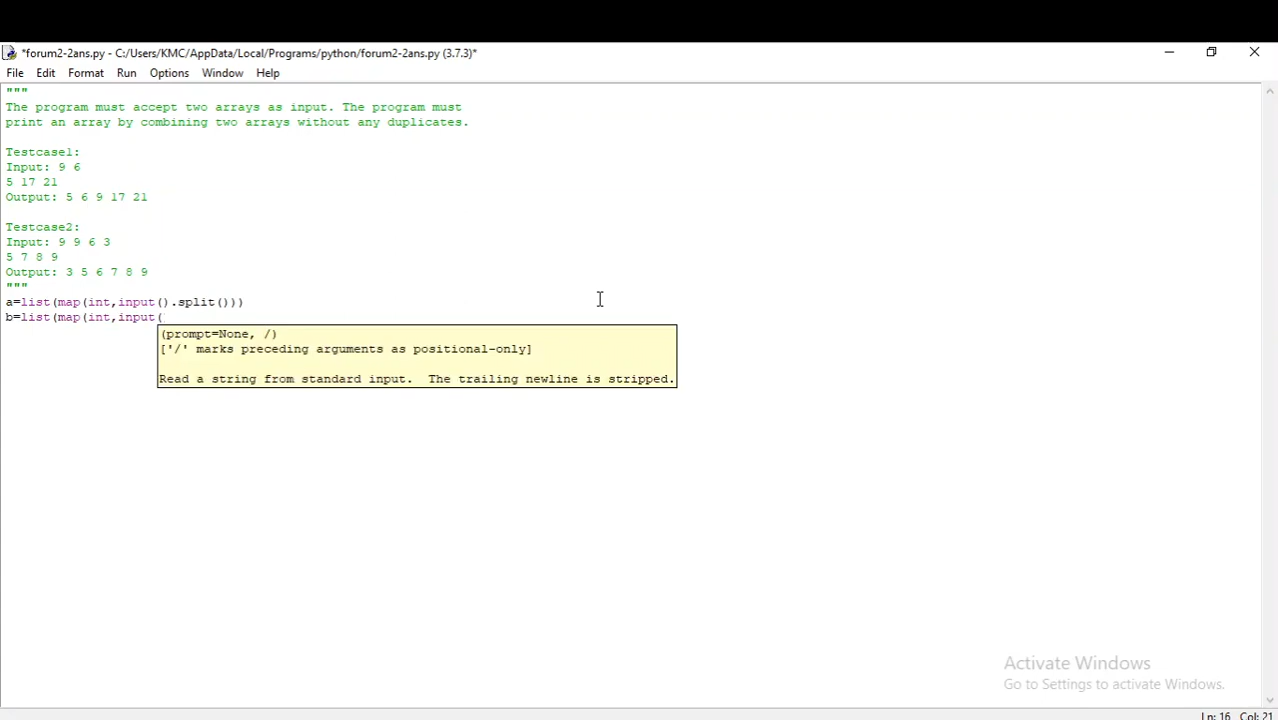 *forum2-2ans.py - C:/Users/KMC/AppData/Local/Programs/python/forum2-2ans.py (3.7.3)*
File Edit Format Run Options Window Help
"""
The program must accept two arrays as input. The program must
print an array by combining two arrays without any duplicates.
Testcase1:
Input: 9 6
5 17 21
Output: 5 6 9 17 21
Testcase2:
Input: 9 9 6 3
5 7 8 9
Output: 3 5 6 7 8 9
"""
a=list(map(int,input().split()))
b=list(map(int,input(
(prompt=None, /)
['/' marks preceding arguments as positional-only]
Read a string from standard input.  The trailing newline is stripped.
Activate Windows
Go to Settings to activate Windows.
Ln: 16 Col: 21